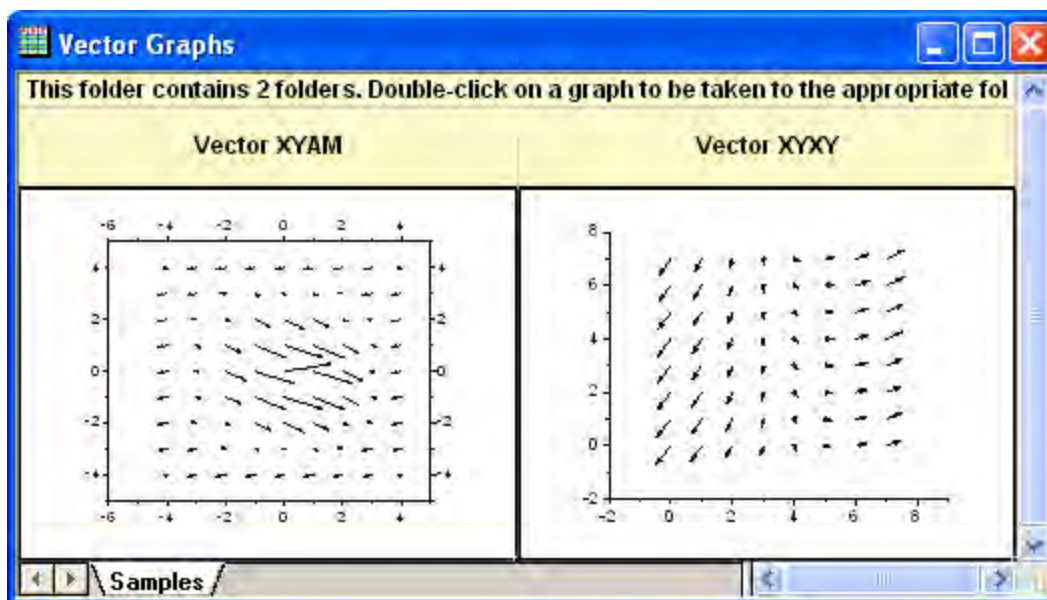 Vector Graphs
This folder contains 2 folders. Double-click on a graph to be taken to the appropriate fol
Vector XYAM
Vector XYXY
-6 -4 -2 0 2 4
4 4
2 2
0 0
-2 -2
-4 -4
-6 -4 -2 0 2 4
8
6
4
2
0
-2
-2 0 2 4 6 8
Samples